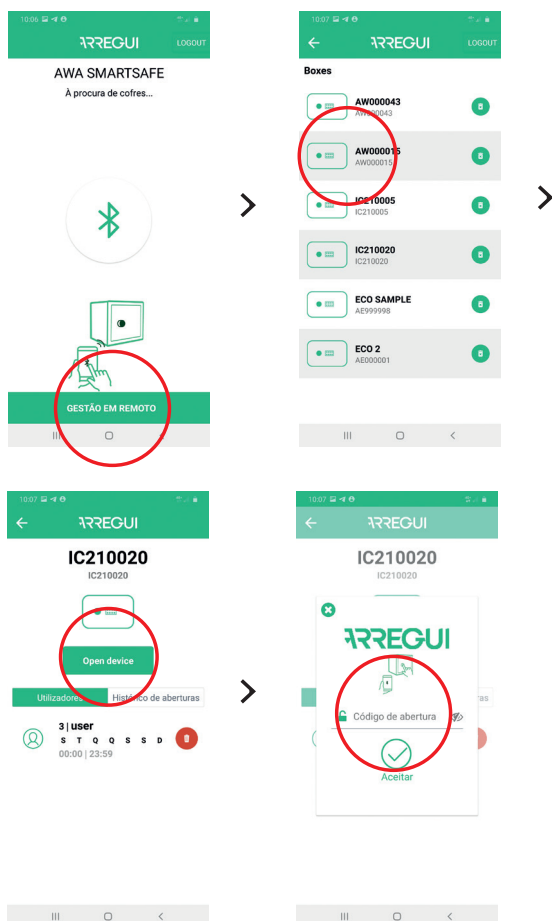 10:06
ARREGUI
LOGOUT
AWA SMARTSAFE
À procura de cofres...
GESTÃO EM REMOTO
10:07
ARREGUI
LOGOUT
Boxes
AW000043
AW000043
AW000015
AW000015
IC210005
IC210005
IC210020
IC210020
ECO SAMPLE
AE999998
ECO 2
AE000001
10:07
ARREGUI
IC210020
IC210020
Open device
Utilizadores
Histórico de aberturas
3 | user
S T Q Q S S D
00:00 | 23:59
10:07
ARREGUI
IC210020
IC210020
ARREGUI
ras
Código de abertura
Aceitar